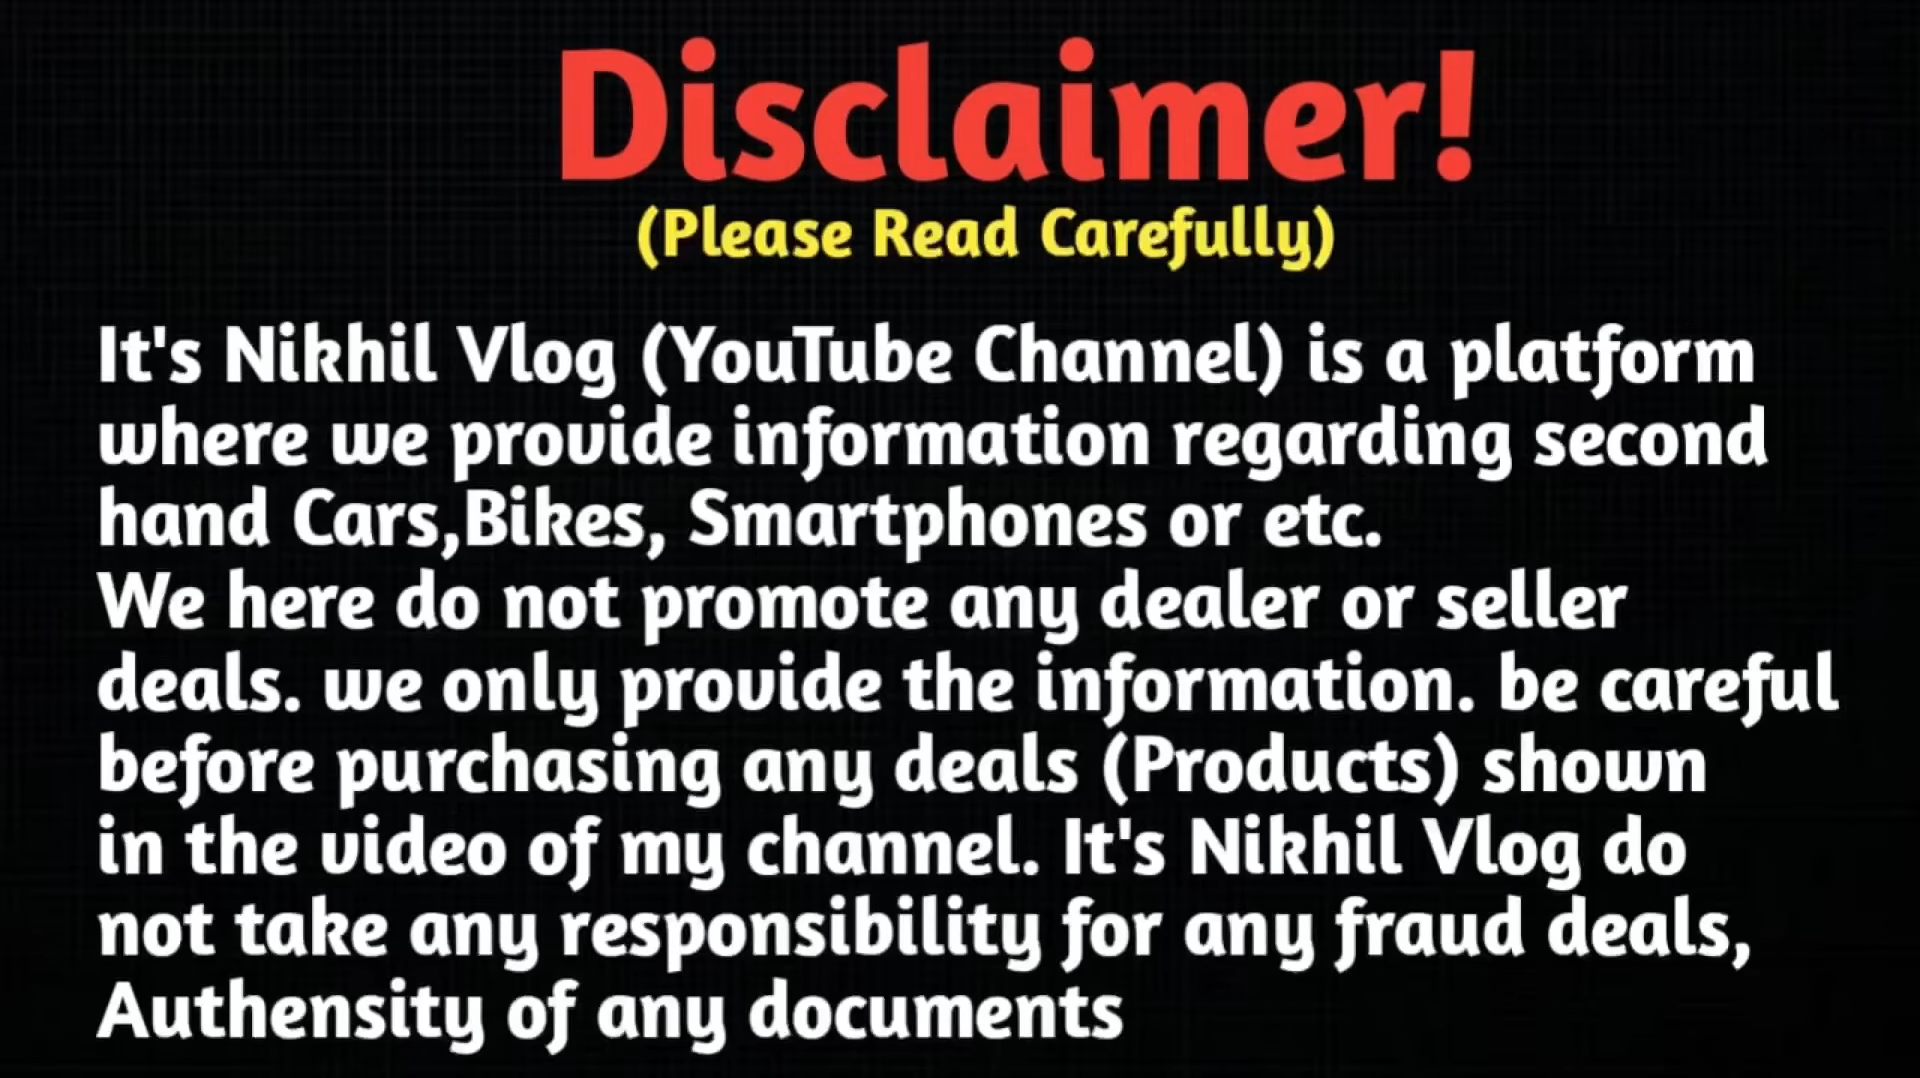 Disclaimer!
(Please Read Carefully)
It's Nikhil Vlog (YouTube Channel) is a platform
where we provide information regarding second
hand Cars,Bikes, Smartphones or etc.
We here do not promote any dealer or seller
deals. we only provide the information. be careful
before purchasing any deals (Products) shown
in the video of my channel. It's Nikhil Vlog do
not take any responsibility for any fraud deals,
Authensity of any documents